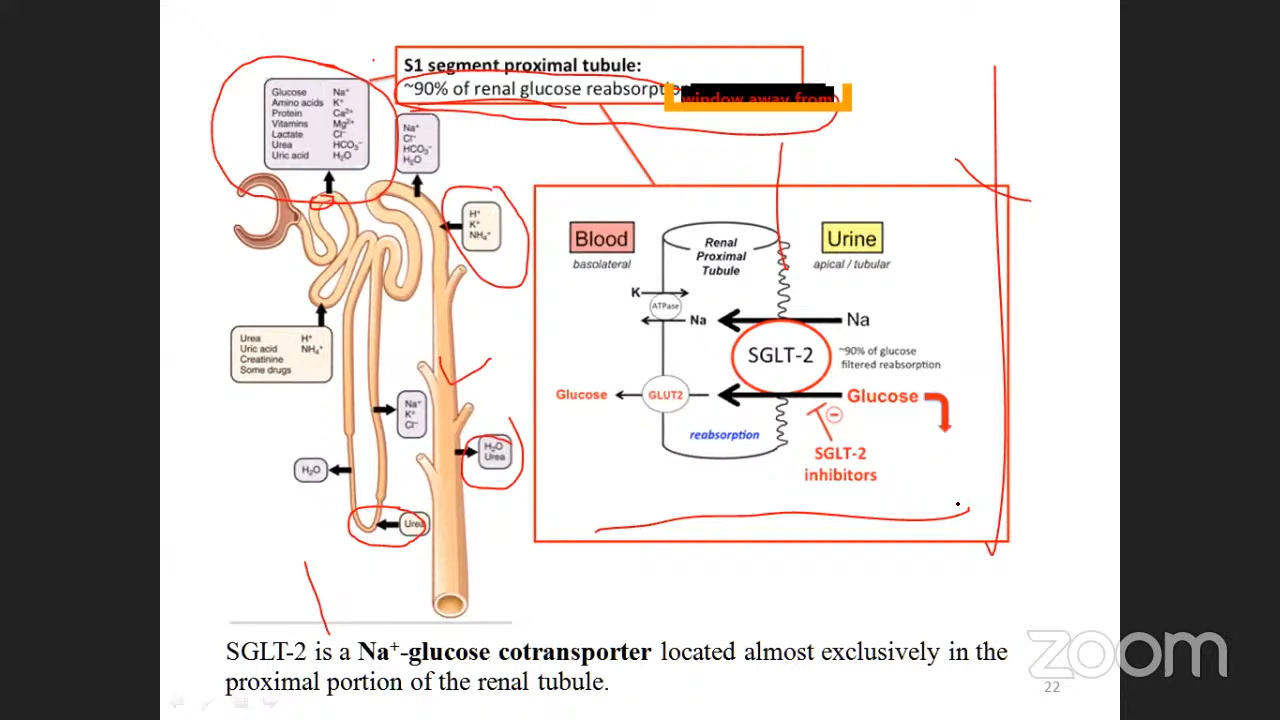 S1 segment proximal tubule:
~90% of renal glucose reabsorptio
window away from
Glucose Na⁺
Amino acids K⁺
Protein Ca²⁺
Vitamins Mg²⁺
Lactate Cl⁻
Urea HCO₃⁻
Uric acid H₂O
Na⁺
Cl⁻
HCO₃⁻
H₂O
H⁺
K⁺
NH₄⁺
Urea H⁺
Uric acid NH₄⁺
Creatinine
Some drugs
Na⁺
K⁺
Cl⁻
H₂O
Urea
H₂O
Urea
Blood
basolateral
Renal
Proximal
Tubule
Urine
apical / tubular
K
ATPase
Na
Na
SGLT-2
~90% of glucose
filtered reabsorption
Glucose
GLUT2
Glucose
reabsorption
SGLT-2
inhibitors
SGLT-2 is a Na⁺-glucose cotransporter located almost exclusively in the
proximal portion of the renal tubule.
zoom
22